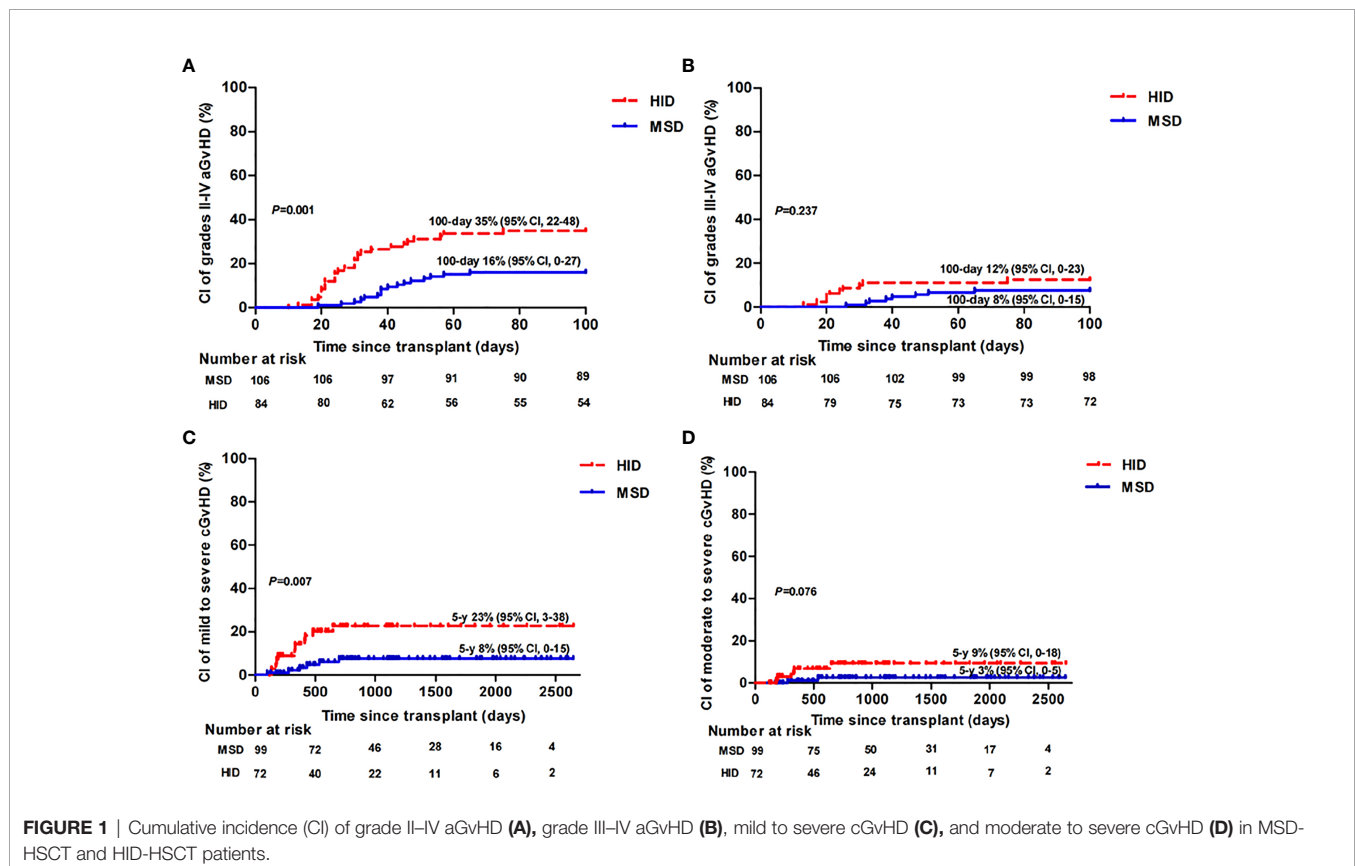 A
CI of grades II-IV aGvHD (%)
100
80
60
40
20
0
HID
MSD
P=0.001
100-day 35% (95% CI, 22-48)
100-day 16% (95% CI, 0-27)
0 20 40 60 80 100
Time since transplant (days)
Number at risk
MSD 106 106 97 91 90 89
HID 84 80 62 56 55 54
B
CI of grades III-IV aGvHD (%)
100
80
60
40
20
0
HID
MSD
P=0.237
100-day 12% (95% CI, 0-23)
100-day 8% (95% CI, 0-15)
0 20 40 60 80 100
Time since transplant (days)
Number at risk
MSD 106 106 102 99 99 98
HID 84 79 75 73 73 72
C
CI of mild to severe cGvHD (%)
100
80
60
40
20
0
HID
MSD
P=0.007
5-y 23% (95% CI, 3-38)
5-y 8% (95% CI, 0-15)
0 500 1000 1500 2000 2500
Time since transplant (days)
Number at risk
MSD 99 72 46 28 16 4
HID 72 40 22 11 6 2
D
CI of moderate to severe cGvHD (%)
100
80
60
40
20
0
HID
MSD
P=0.076
5-y 9% (95% CI, 0-18)
5-y 3% (95% CI, 0-5)
0 500 1000 1500 2000 2500
Time since transplant (days)
Number at risk
MSD 99 75 50 31 17 4
HID 72 46 24 11 7 2
FIGURE 1 | Cumulative incidence (CI) of grade II–IV aGvHD (A), grade III–IV aGvHD (B), mild to severe cGvHD (C), and moderate to severe cGvHD (D) in MSD-
HSCT and HID-HSCT patients.